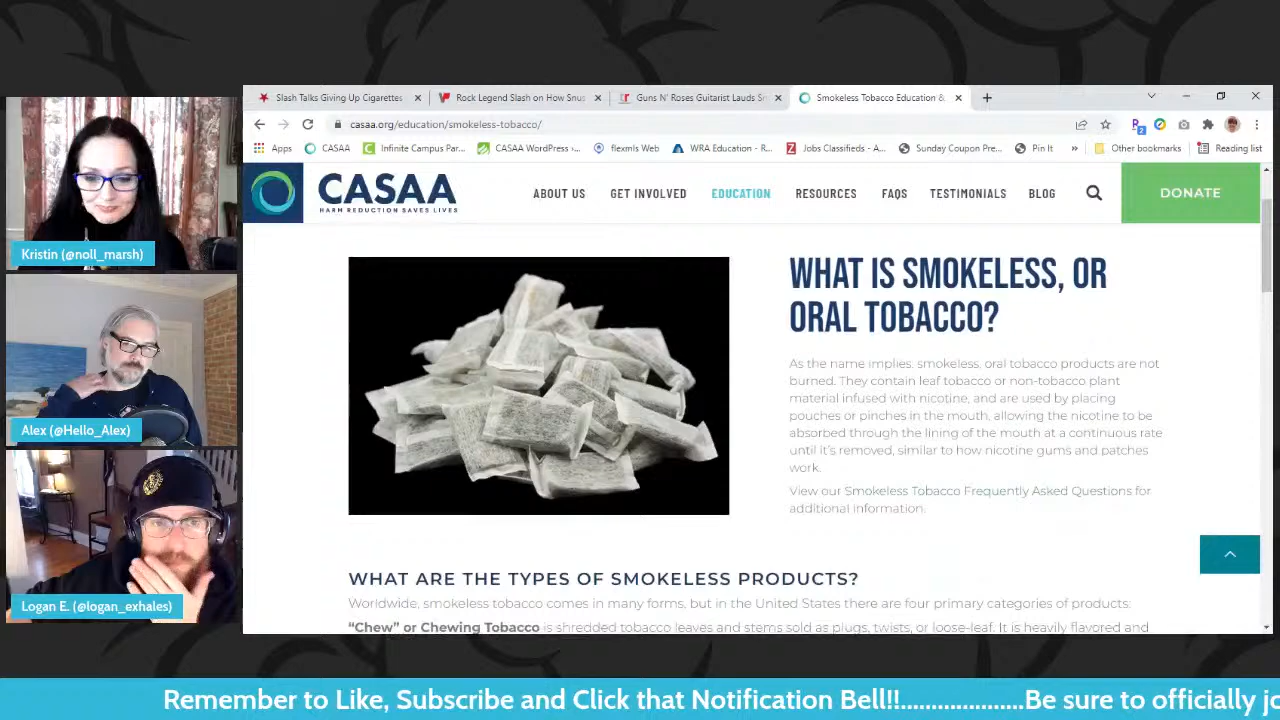 Slash Talks Giving Up Cigarettes
Rock Legend Slash on How Snus
Guns N' Roses Guitarist Lauds Sn
Smokeless Tobacco Education &
casaa.org/education/smokeless-tobacco/
Apps
CASAA
Infinite Campus Par...
CASAA WordPress ‹...
flexmls Web
WRA Education - R...
Jobs Classifieds - A...
Sunday Coupon Pre...
Pin It
»
Other bookmarks
Reading list
CASAA
HARM REDUCTION SAVES LIVES
ABOUT US
GET INVOLVED
EDUCATION
RESOURCES
FAQS
TESTIMONIALS
BLOG
DONATE
WHAT IS SMOKELESS, OR
ORAL TOBACCO?
As the name implies, smokeless, oral tobacco products are not
burned. They contain leaf tobacco or non-tobacco plant
material infused with nicotine, and are used by placing
pouches or pinches in the mouth, allowing the nicotine to be
absorbed through the lining of the mouth at a continuous rate
until it's removed, similar to how nicotine gums and patches
work.
View our Smokeless Tobacco Frequently Asked Questions for
additional information.
WHAT ARE THE TYPES OF SMOKELESS PRODUCTS?
Worldwide, smokeless tobacco comes in many forms, but in the United States there are four primary categories of products:
“Chew” or Chewing Tobacco is shredded tobacco leaves and stems sold as plugs, twists, or loose-leaf. It is heavily flavored and
Kristin (@noll_marsh)
Alex (@Hello_Alex)
Logan E. (@logan_exhales)
Remember to Like, Subscribe and Click that Notification Bell!!....................Be sure to officially jo